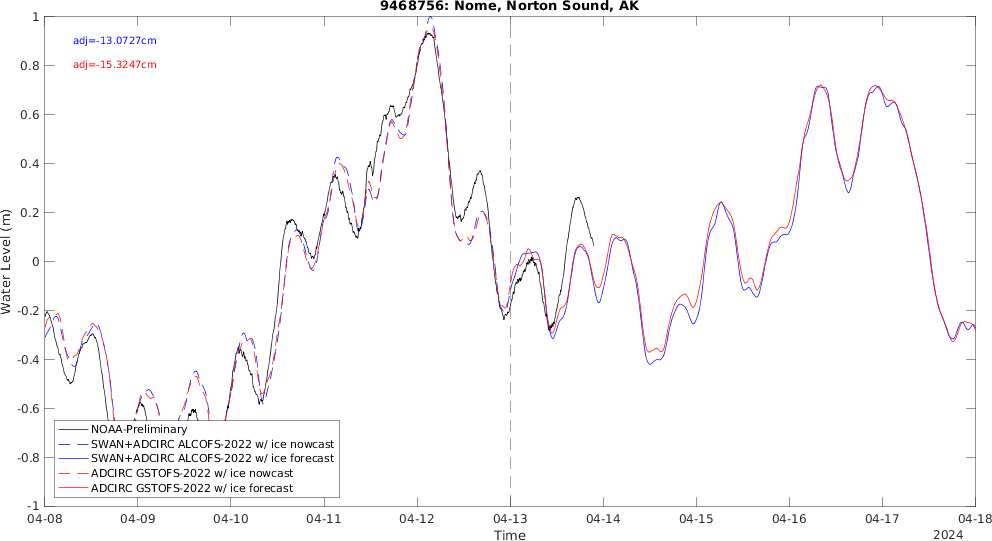 9468756: Nome, Norton Sound, AK
adj=-13.0727cm
adj=-15.3247cm
Water Level (m)
1
0.8
0.6
0.4
0.2
0
-0.2
-0.4
-0.6
-0.8
-1
NOAA-Preliminary
SWAN+ADCIRC ALCOFS-2022 w/ ice nowcast
SWAN+ADCIRC ALCOFS-2022 w/ ice forecast
ADCIRC GSTOFS-2022 w/ ice nowcast
ADCIRC GSTOFS-2022 w/ ice forecast
04-08 04-09 04-10 04-11 04-12 04-13 04-14 04-15 04-16 04-17 04-18
Time
2024